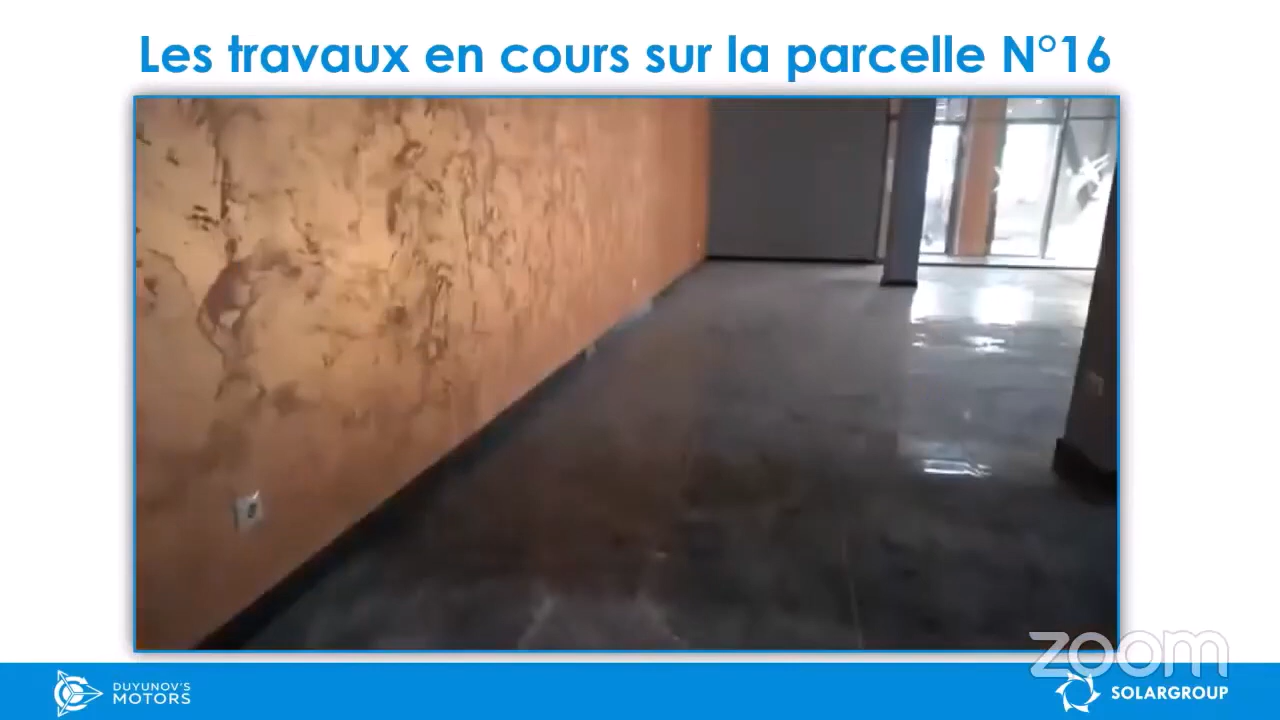 Les travaux en cours sur la parcelle N°16
zoom
DUYUNOV'S
MOTORS
SOLARGROUP